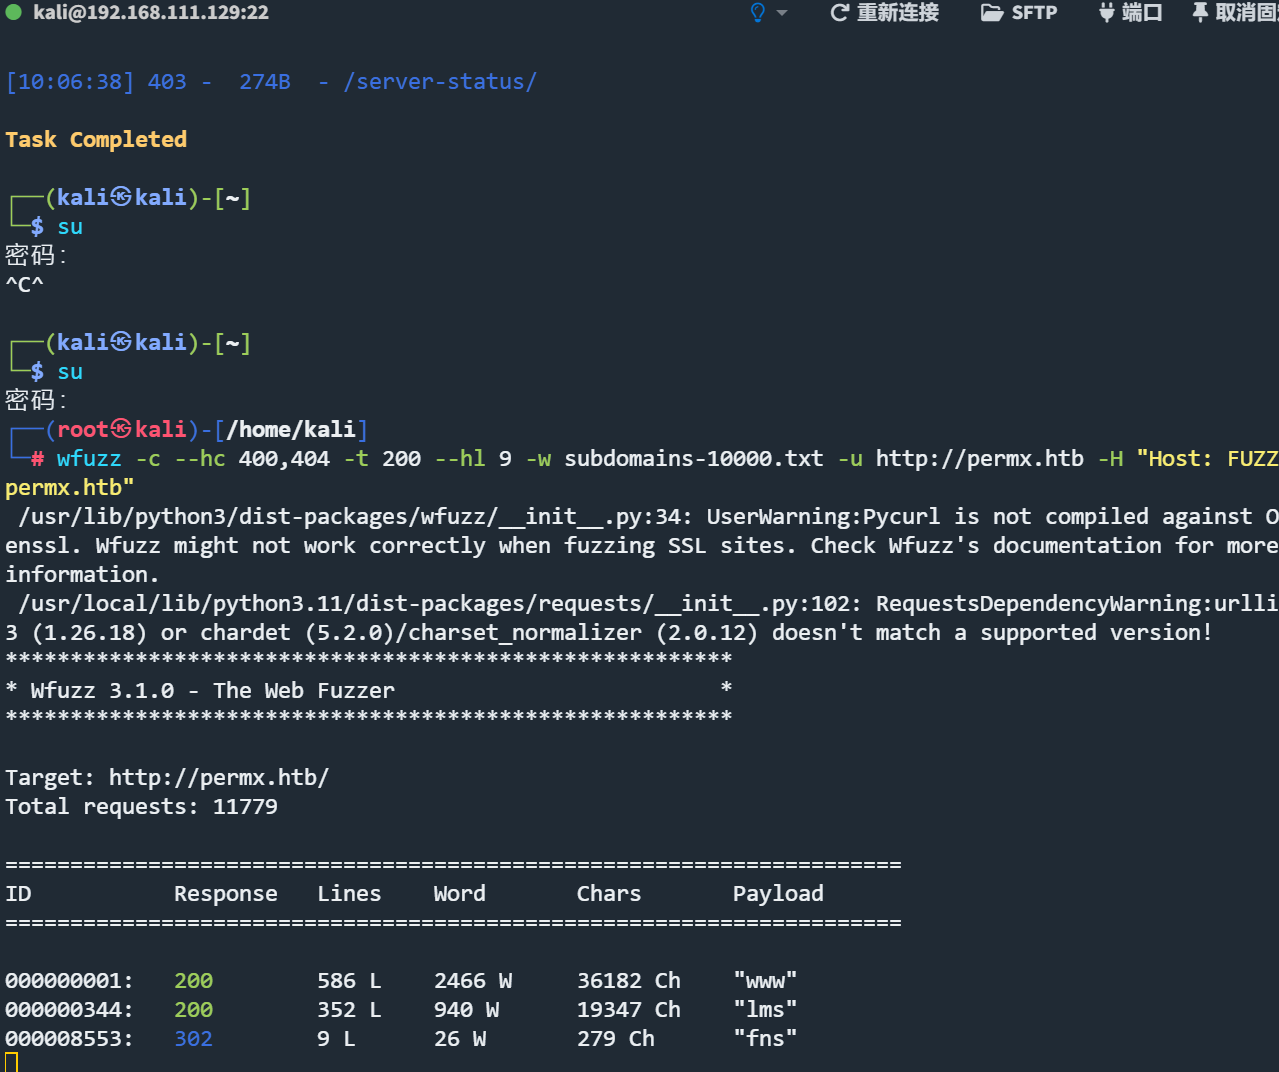 kali@192.168.111.129:22 重新连接 SFTP 端口 取消固
[10:06:38] 403 -  274B  - /server-status/
Task Completed
┌──(kali㉿kali)-[~]
└─$ su
密码:
^C^
┌──(kali㉿kali)-[~]
└─$ su
密码:
┌──(root㉿kali)-[/home/kali]
└─# wfuzz -c --hc 400,404 -t 200 --hl 9 -w subdomains-10000.txt -u http://permx.htb -H "Host: FUZZ
permx.htb"
 /usr/lib/python3/dist-packages/wfuzz/__init__.py:34: UserWarning:Pycurl is not compiled against O
enssl. Wfuzz might not work correctly when fuzzing SSL sites. Check Wfuzz's documentation for more
information.
 /usr/local/lib/python3.11/dist-packages/requests/__init__.py:102: RequestsDependencyWarning:urlli
3 (1.26.18) or chardet (5.2.0)/charset_normalizer (2.0.12) doesn't match a supported version!
********************************************************
* Wfuzz 3.1.0 - The Web Fuzzer                         *
********************************************************
Target: http://permx.htb/
Total requests: 11779
=====================================================================
ID           Response   Lines    Word       Chars       Payload
=====================================================================
000000001:   200        586 L    2466 W     36182 Ch    "www"
000000344:   200        352 L    940 W      19347 Ch    "lms"
000008553:   302        9 L      26 W       279 Ch      "fns"